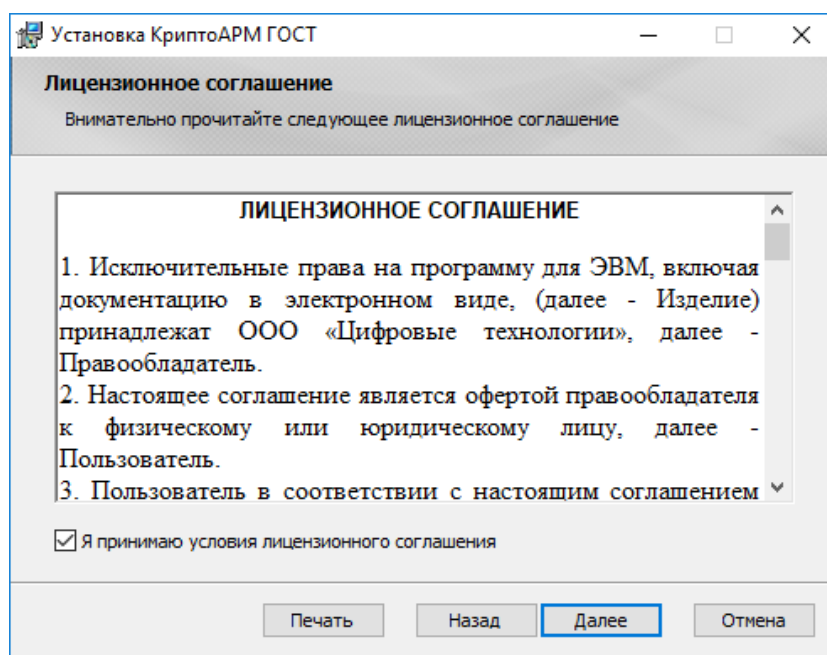 Установка КриптоАРМ ГОСТ
Лицензионное соглашение
Внимательно прочитайте следующее лицензионное соглашение
ЛИЦЕНЗИОННОЕ СОГЛАШЕНИЕ
1. Исключительные права на программу для ЭВМ, включая
документацию в электронном виде, (далее - Изделие)
принадлежат ООО «Цифровые технологии», далее -
Правообладатель.
2. Настоящее соглашение является офертой правообладателя
к физическому или юридическому лицу, далее -
Пользователь.
3. Пользователь в соответствии с настоящим соглашением
Я принимаю условия лицензионного соглашения
Печать Назад Далее Отмена